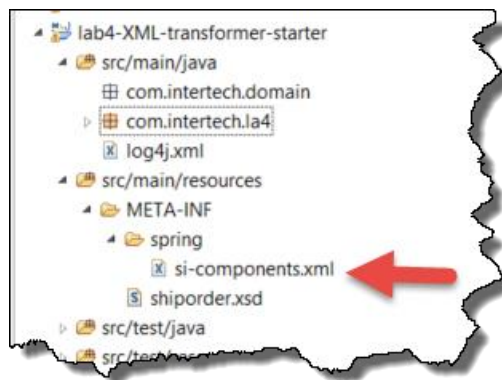 lab4-XML-transformer-starter
src/main/java
com.intertech.domain
com.intertech.la4
log4j.xml
src/main/resources
META-INF
spring
si-components.xml
shiporder.xsd
src/test/java